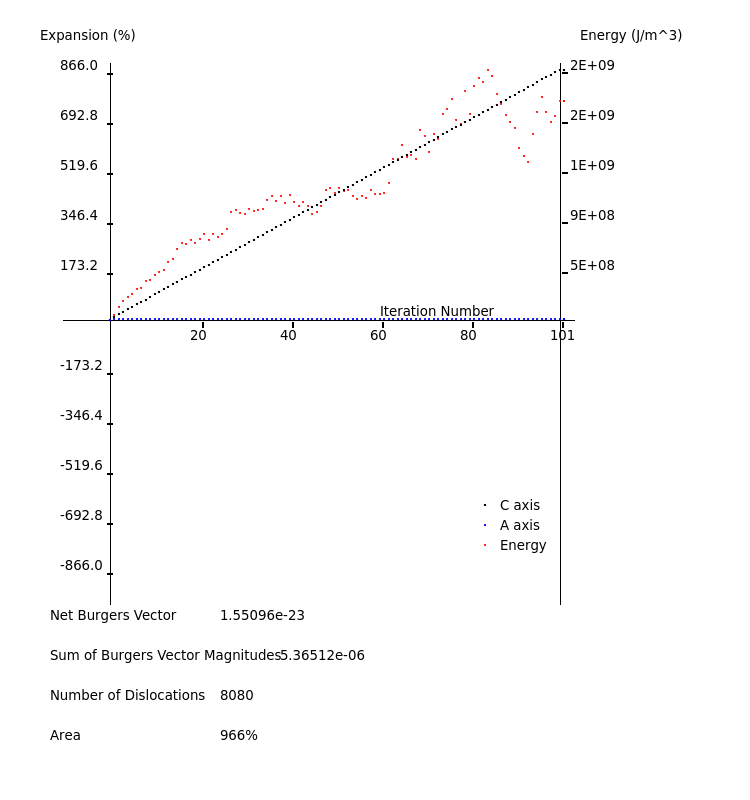 Expansion (%) Energy (J/m^3)
866.0 2E+09
692.8 2E+09
519.6 1E+09
346.4 9E+08
173.2 5E+08
Iteration Number
20 40 60 80 101
-173.2
-346.4
-519.6
-692.8
-866.0
C axis
A axis
Energy
Net Burgers Vector 1.55096e-23
Sum of Burgers Vector Magnitudes5.36512e-06
Number of Dislocations 8080
Area 966%